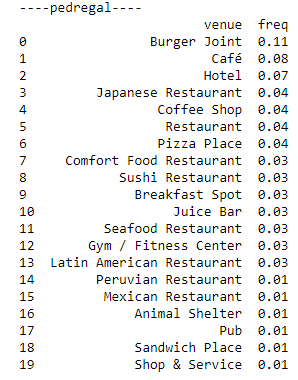 ----pedregal----
venue freq
0 Burger Joint 0.11
1 Café 0.08
2 Hotel 0.07
3 Japanese Restaurant 0.04
4 Coffee Shop 0.04
5 Restaurant 0.04
6 Pizza Place 0.04
7 Comfort Food Restaurant 0.03
8 Sushi Restaurant 0.03
9 Breakfast Spot 0.03
10 Juice Bar 0.03
11 Seafood Restaurant 0.03
12 Gym / Fitness Center 0.03
13 Latin American Restaurant 0.03
14 Peruvian Restaurant 0.01
15 Mexican Restaurant 0.01
16 Animal Shelter 0.01
17 Pub 0.01
18 Sandwich Place 0.01
19 Shop & Service 0.01